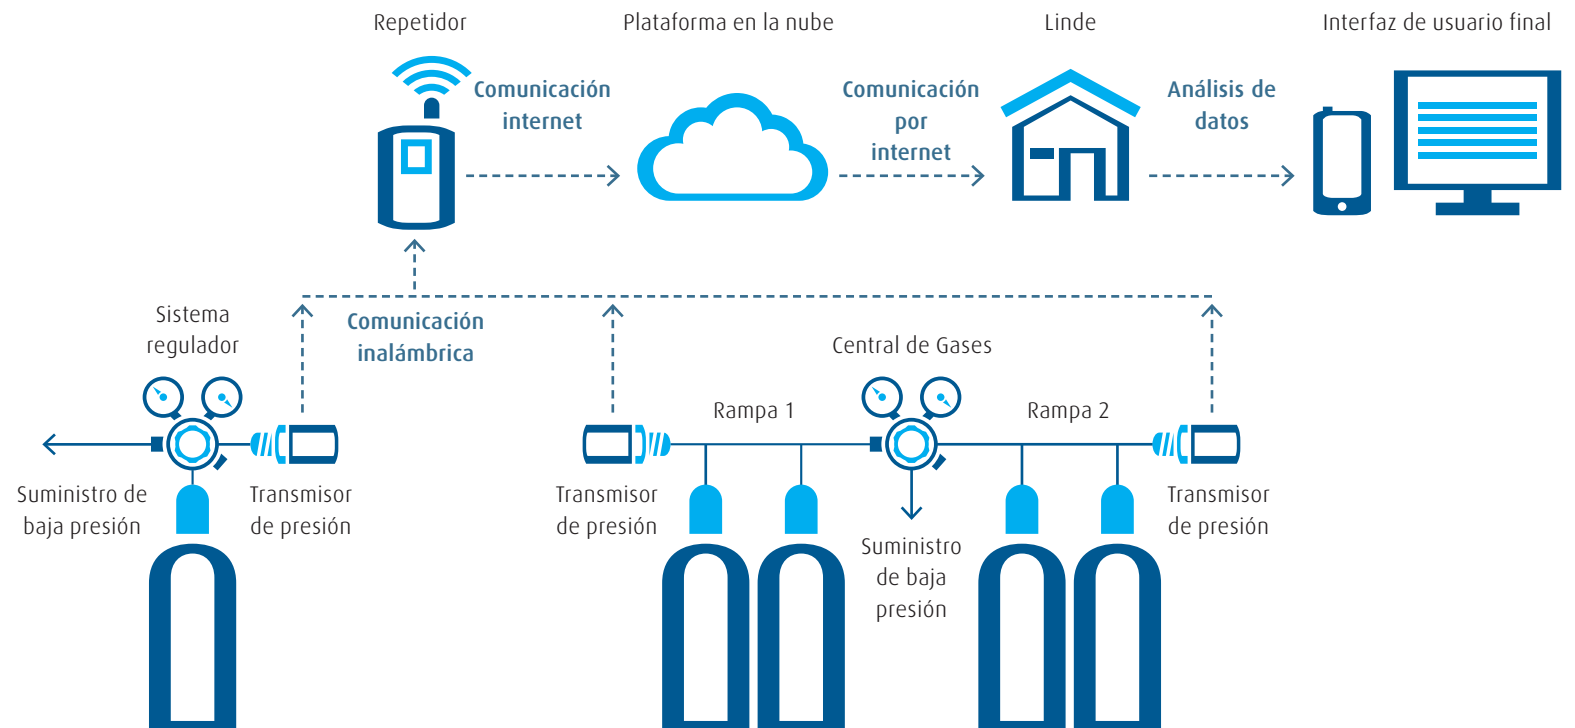 Repetidor
Plataforma en la nube
Linde
Interfaz de usuario final
Comunicación
internet
Comunicación
por
internet
Análisis de
datos
Sistema
regulador
Comunicación
inalámbrica
Central de Gases
Rampa 1
Rampa 2
Suministro de
baja presión
Transmisor
de presión
Transmisor
de presión
Suministro
de baja
presión
Transmisor
de presión